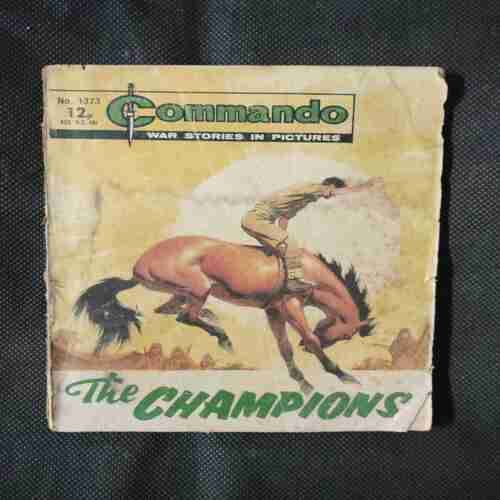 No. 1373
12p
Commando
WAR STORIES IN PICTURES
The CHAMPIONS